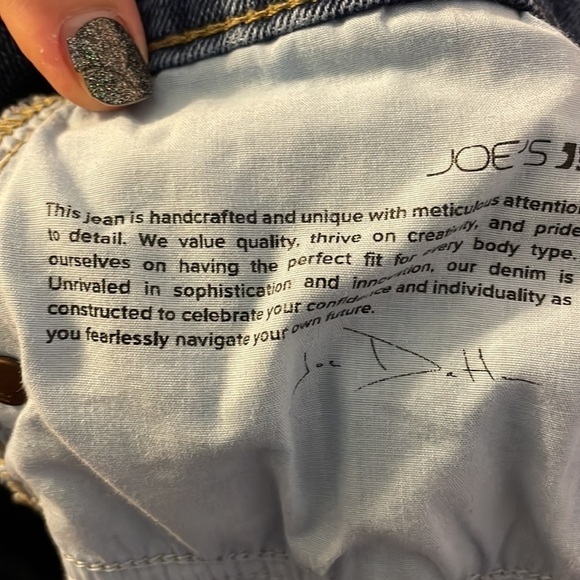 JOE'S
This jean is handcrafted and unique with meticulous attention
to detail. We value quality, thrive on creativity, and pride
ourselves on having the perfect fit for every body type.
Unrivaled in sophistication and innovation, our denim is
constructed to celebrate your confidence and individuality as
you fearlessly navigate your own future.
Joe Dahan